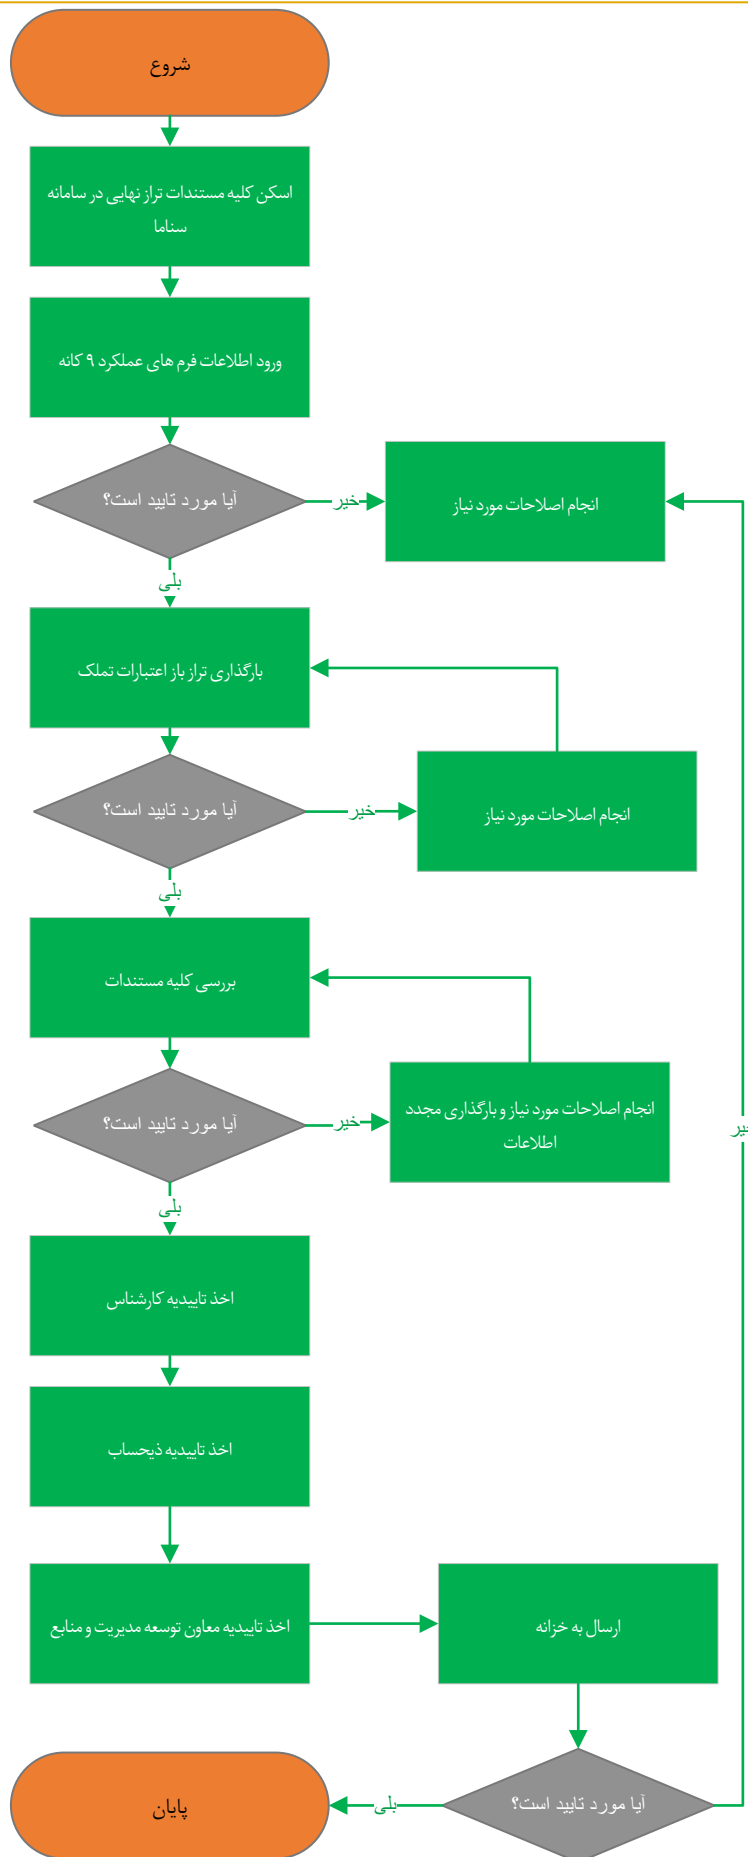 شروع
اسکن کلیه مستندات تراز نهایی در سامانه
سناما
ورود اطلاعات فرم های عملکرد ۹ کانه
آیا مورد تایید است؟
خیر
انجام اصلاحات مورد نیاز
بلی
بارگذاری تراز باز اعتبارات تملک
آیا مورد تایید است؟
خیر
انجام اصلاحات مورد نیاز
بلی
بررسی کلیه مستندات
آیا مورد تایید است؟
خیر
انجام اصلاحات مورد نیاز و بارگذاری مجدد
اطلاعات
خیر
بلی
اخذ تاییدیه کارشناس
اخذ تاییدیه ذیحساب
اخذ تاییدیه معاون توسعه مدیریت و منابع
ارسال به خزانه
آیا مورد تایید است؟
بلی
پایان